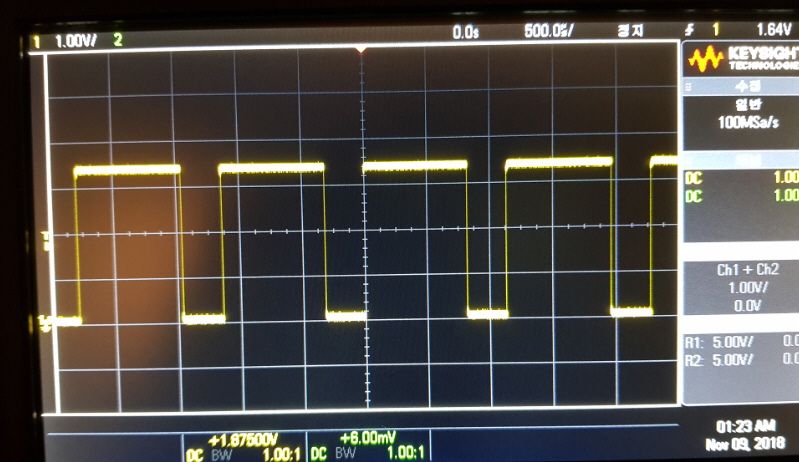 1 1.00V/ 2 0.0s 500.0s/ 정지 1 1.64V
KEYSIGHT
TECHNOLOGIE
수집
일반
100MSa/s
DC 1.00
DC 1.00
Ch1 + Ch2
1.00V/
0.0V
R1: 5.00V/ 0.0
R2: 5.00V/ 0.0
+1.87500V +6.00mV
DC BW 1.00:1 DC BW 1.00:1
01:23 AM
Nov 09, 2018